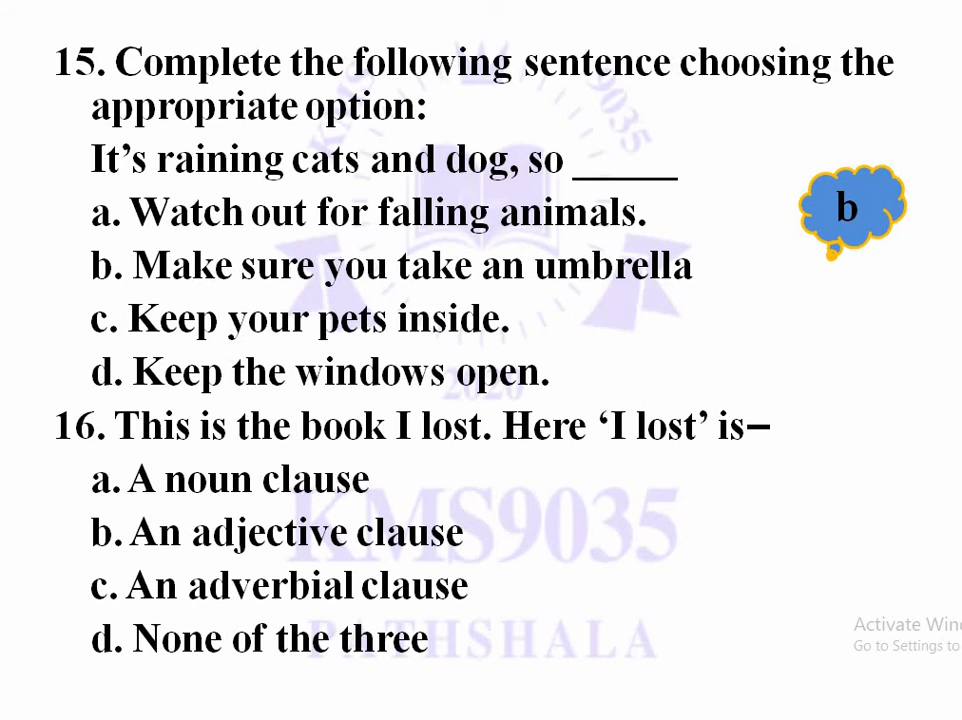 15. Complete the following sentence choosing the
appropriate option:
It's raining cats and dog, so _____
a. Watch out for falling animals.
b. Make sure you take an umbrella
b
c. Keep your pets inside.
d. Keep the windows open.
2020
16. This is the book I lost. Here ‘I lost’ is–
a. A noun clause
b. An adjective clause
KMS9035
c. An adverbial clause
d. None of the three
PATHSHALA
Activate Win
Go to Settings to